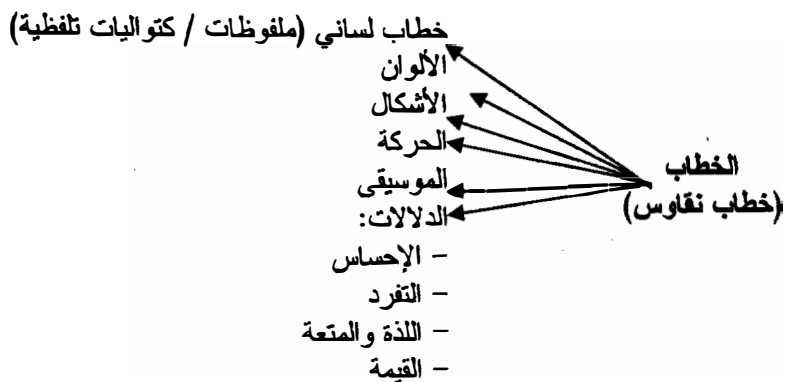 خطاب لساني (ملفوظات / كتواليات تلفظية)
الألوان
الأشكال
الحركة
الخطاب
(خطاب نقاوس)
الموسيقى
الدلالات:
– الإحساس
– التفرد
– اللذة والمتعة
– القيمة